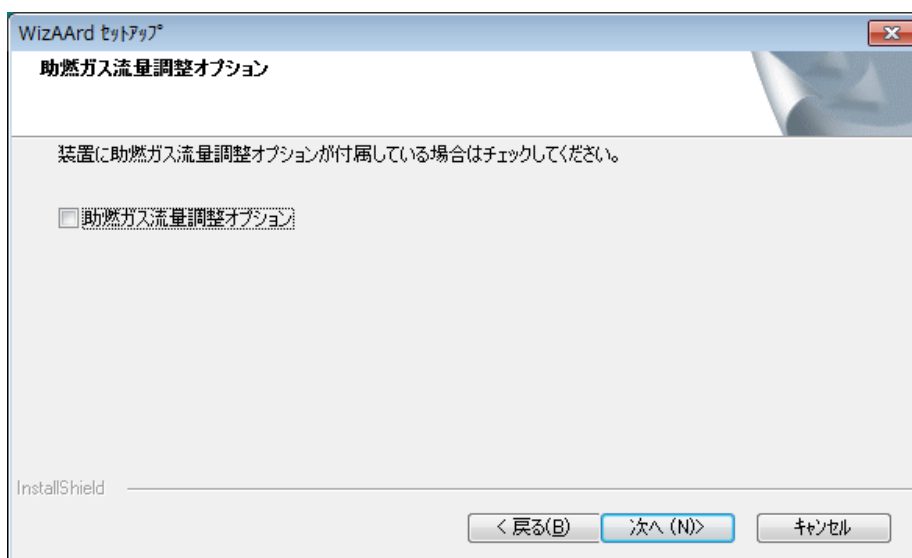 WizAArd ｾｯﾄｱｯﾌﾟ
助燃ガス流量調整オプション
装置に助燃ガス流量調整オプションが付属している場合はチェックしてください。
助燃ガス流量調整オプション
InstallShield
< 戻る(B)
次へ (N)>
ｷｬﾝｾﾙ